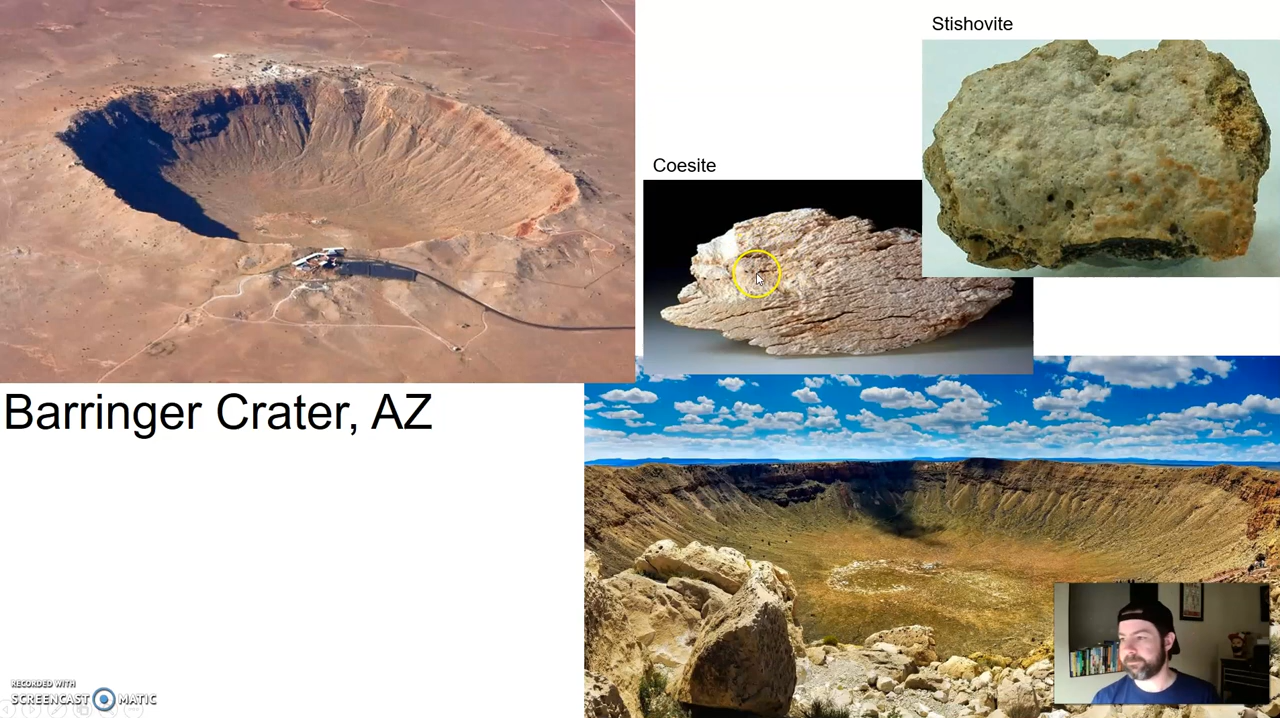 Stishovite
Coesite
Barringer Crater, AZ
RECORDED WITH
SCREENCAST MATIC